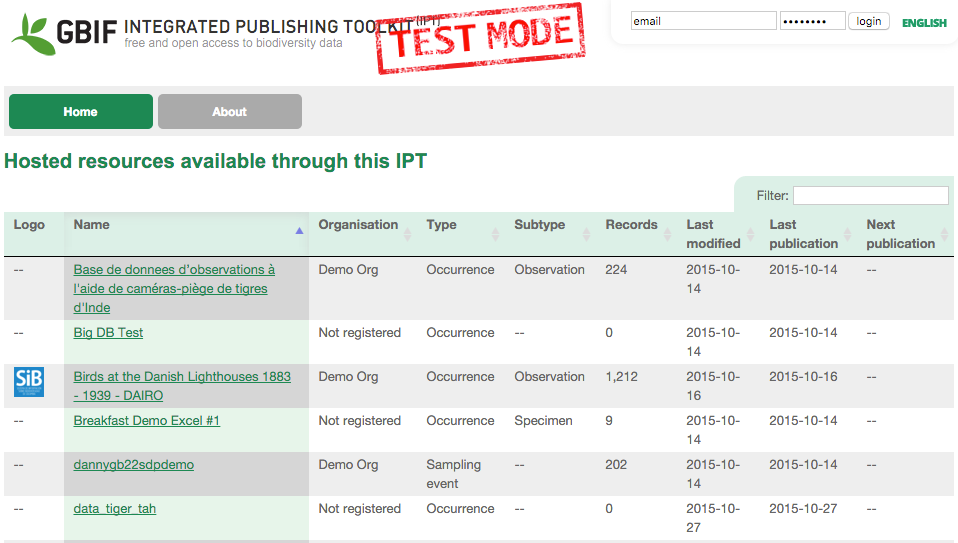 GBIF INTEGRATED PUBLISHING TOOLKIT (IPT)
free and open access to biodiversity data
TEST MODE
email •••••••• login ENGLISH
Home About
Hosted resources available through this IPT
Filter:
Logo Name Organisation Type Subtype Records Last modified Last publication Next publication
-- Base de donnees d'observations à Demo Org Occurrence Observation 224 2015-10- 2015-10-14 --
l'aide de caméras-piège de tigres 14
d'Inde
-- Big DB Test Not registered Occurrence -- 0 2015-10- 2015-10-14 --
14
SiB Birds at the Danish Lighthouses 1883 Demo Org Occurrence Observation 1,212 2015-10- 2015-10-16 --
- 1939 - DAIRO 16
-- Breakfast Demo Excel #1 Not registered Occurrence Specimen 9 2015-10- 2015-10-14 --
14
-- dannygb22sdpdemo Demo Org Sampling -- 202 2015-10- 2015-10-14 --
event 14
-- data_tiger_tah Not registered Occurrence -- 0 2015-10- 2015-10-27 --
27